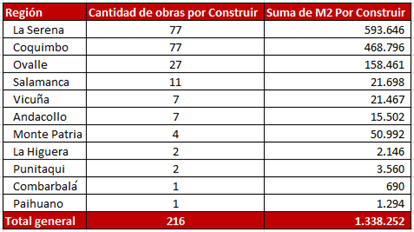 Región Cantidad de obras por Construir Suma de M2 Por Construir
La Serena 77 593.646
Coquimbo 77 468.796
Ovalle 27 158.461
Salamanca 11 21.698
Vicuña 7 21.467
Andacollo 7 15.502
Monte Patria 4 50.992
La Higuera 2 2.146
Punitaqui 2 3.560
Combarbalá 1 690
Paihuano 1 1.294
Total general 216 1.338.252